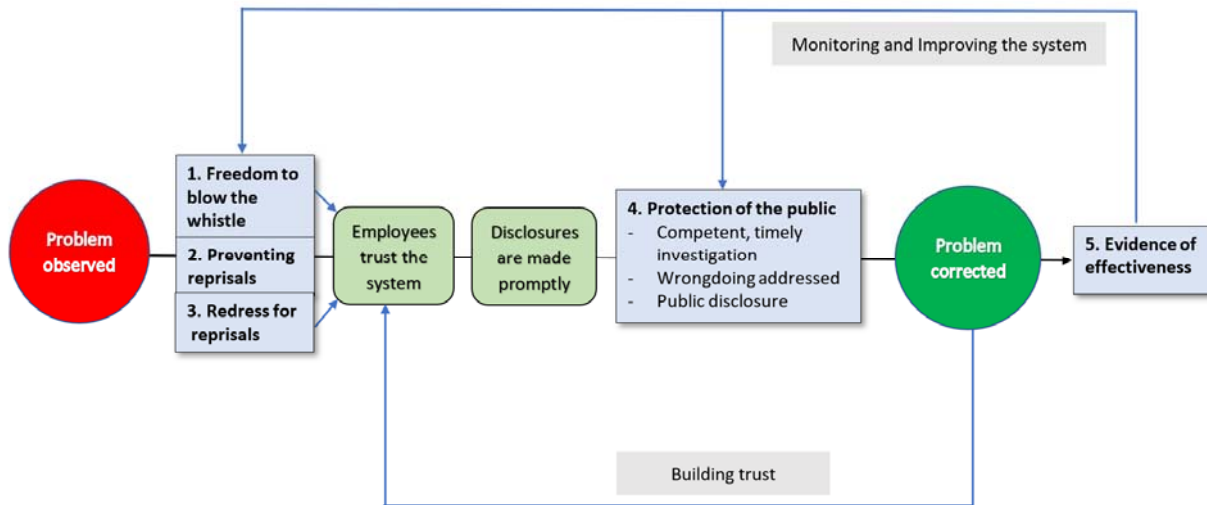 Monitoring and Improving the system
Problem
observed
1. Freedom to
blow the
whistle
2. Preventing
reprisals
3. Redress for
reprisals
Employees
trust the
system
Disclosures
are made
promptly
4. Protection of the public
- Competent, timely
investigation
- Wrongdoing addressed
- Public disclosure
Problem
corrected
5. Evidence of
effectiveness
Building trust